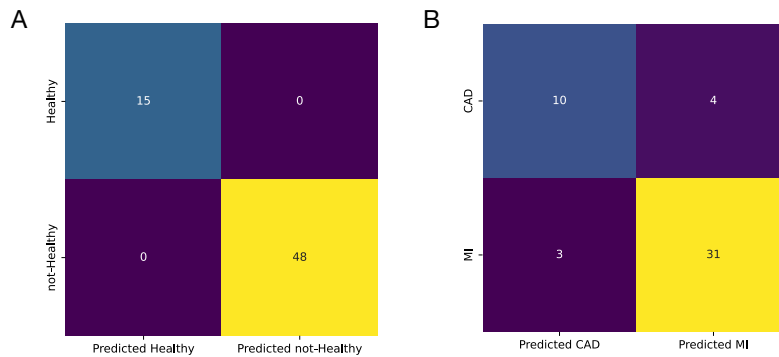 A
Healthy
15
0
not-Healthy
0
48
Predicted Healthy
Predicted not-Healthy
B
CAD
10
4
MI
3
31
Predicted CAD
Predicted MI